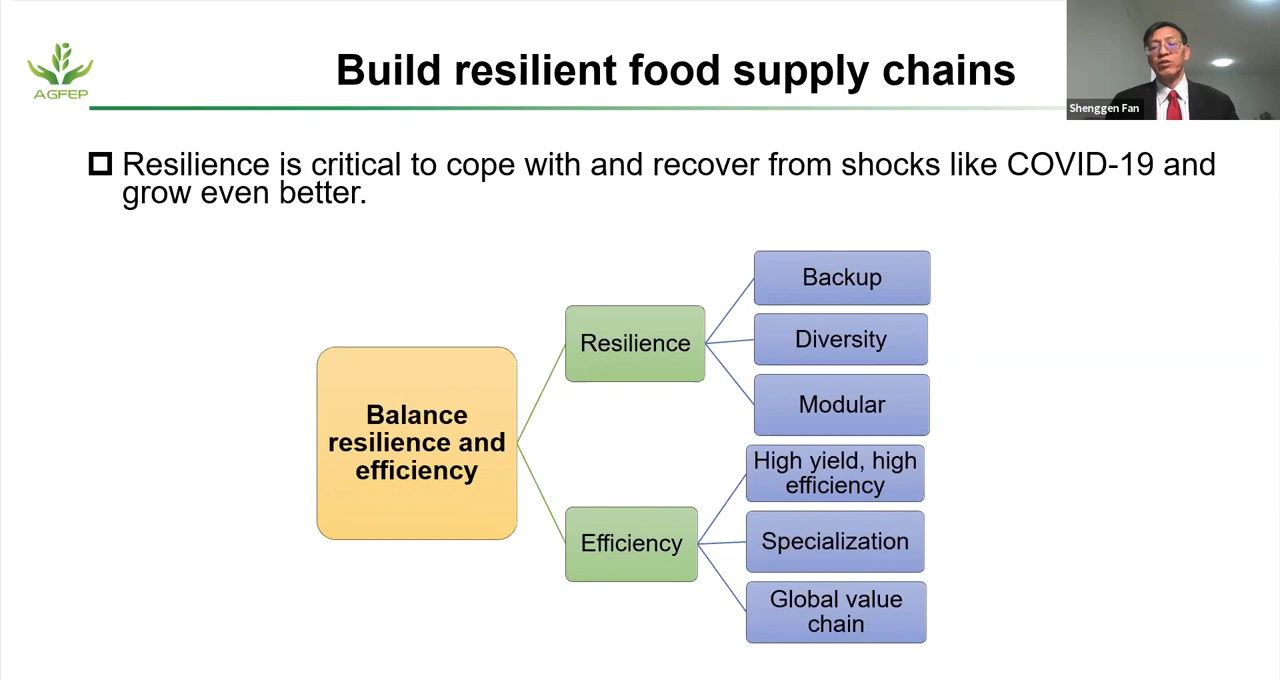 Build resilient food supply chains
AGFEP
Shenggen Fan
Resilience is critical to cope with and recover from shocks like COVID-19 and
grow even better.
Balance
resilience and
efficiency
Resilience
Backup
Diversity
Modular
Efficiency
High yield, high
efficiency
Specialization
Global value
chain